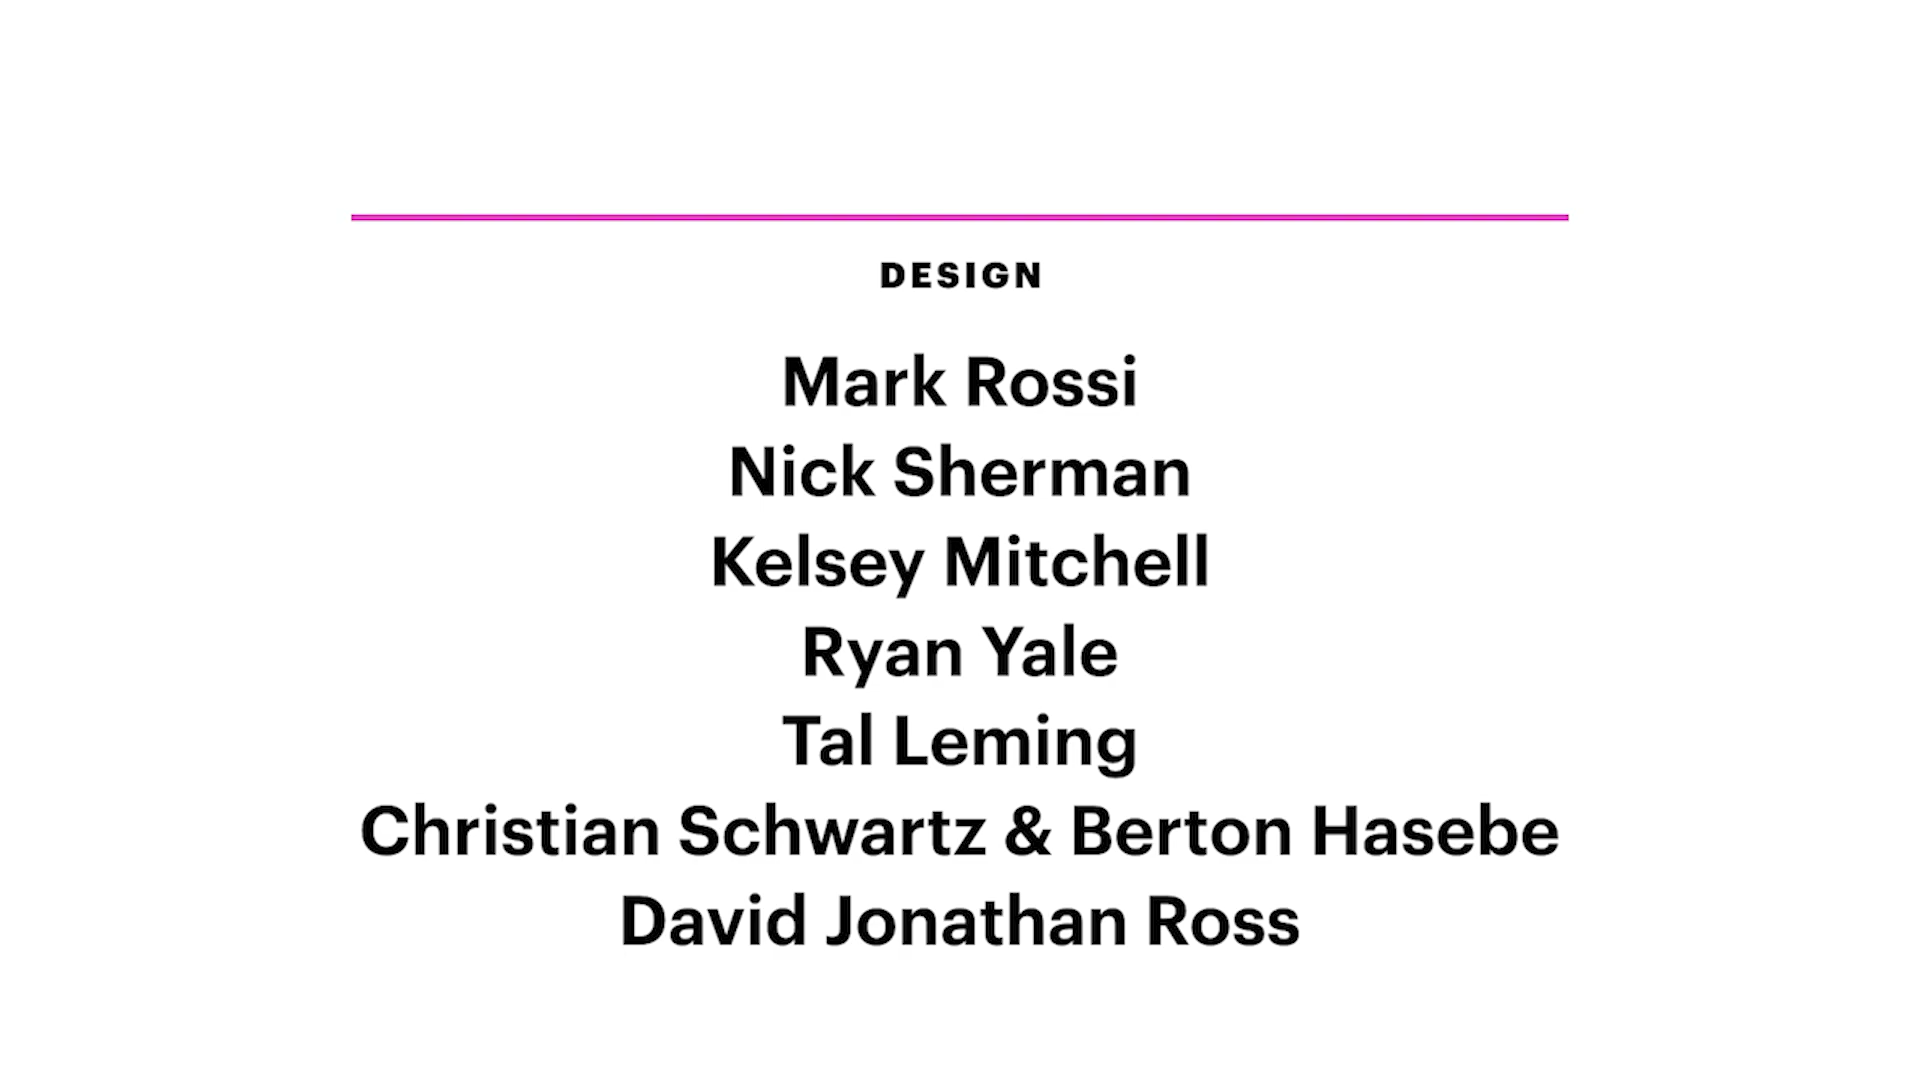 DESIGN
Mark Rossi
Nick Sherman
Kelsey Mitchell
Ryan Yale
Tal Leming
Christian Schwartz & Berton Hasebe
David Jonathan Ross